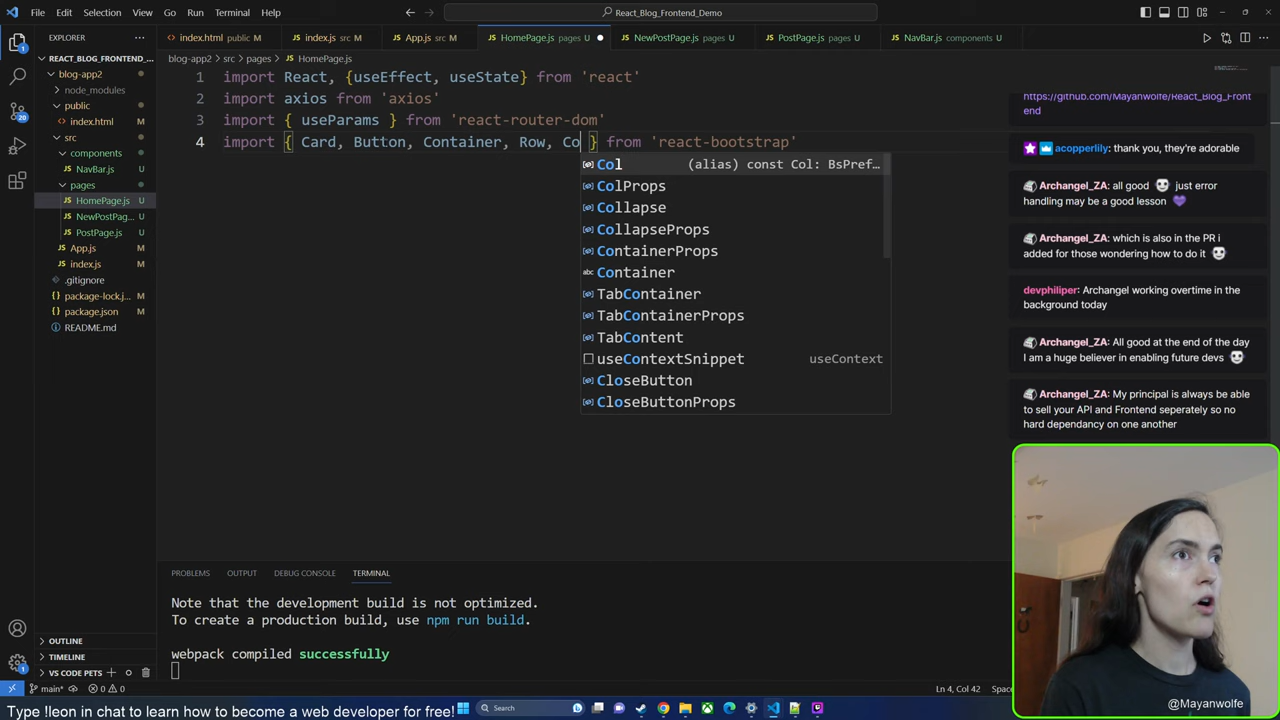 File Edit Selection View Go Run Terminal Help
React_Blog_Frontend_Demo
EXPLORER
index.html public M
index.js src M
App.js M
HomePage.js pages U
NewPostPage.js pages U
PostPage.js pages U
NavBar.js components U
REACT_BLOG_FRONTEND_...
blog-app2 > src > pages > JS HomePage.js
blog-app2
node_modules
public
index.html M
src
components
NavBar.js U
pages
JS HomePage.js U
JS NewPostPag... U
JS PostPage.js U
JS App.js M
JS index.js M
.gitignore
package-lock.j... M
package.json M
README.md
1 import React, {useEffect, useState} from 'react'
2 import axios from 'axios'
3 import { useParams } from 'react-router-dom'
4 import { Card, Button, Container, Row, Co } from 'react-bootstrap'
Col (alias) const Col: BsPref...
ColProps
Collapse
CollapseProps
ContainerProps
abc Container
TabContainer
TabContainerProps
TabContent
useContextSnippet useContext
CloseButton
CloseButtonProps
https://github.com/Mayanwolfe/React_Blog_Front
end
acopperlily: thank you, they're adorable
Archangel_ZA: all good just error
handling may be a good lesson
Archangel_ZA: which is also in the PR i
added for those wondering how to do it
devphiliper: Archangel working overtime in the
background today
Archangel_ZA: All good at the end of the day
I am a huge believer in enabling future devs
Archangel_ZA: My principal is always be able
to sell your API and Frontend seperately so no
hard dependancy on one another
PROBLEMS OUTPUT DEBUG CONSOLE TERMINAL
Note that the development build is not optimized.
To create a production build, use npm run build.
webpack compiled successfully
OUTLINE
TIMELINE
VS CODE PETS
main* 0 0
Ln 4, Col 42 Spac
Type !leon in chat to learn how to become a web developer for free!
Search
@Mayanwolfe